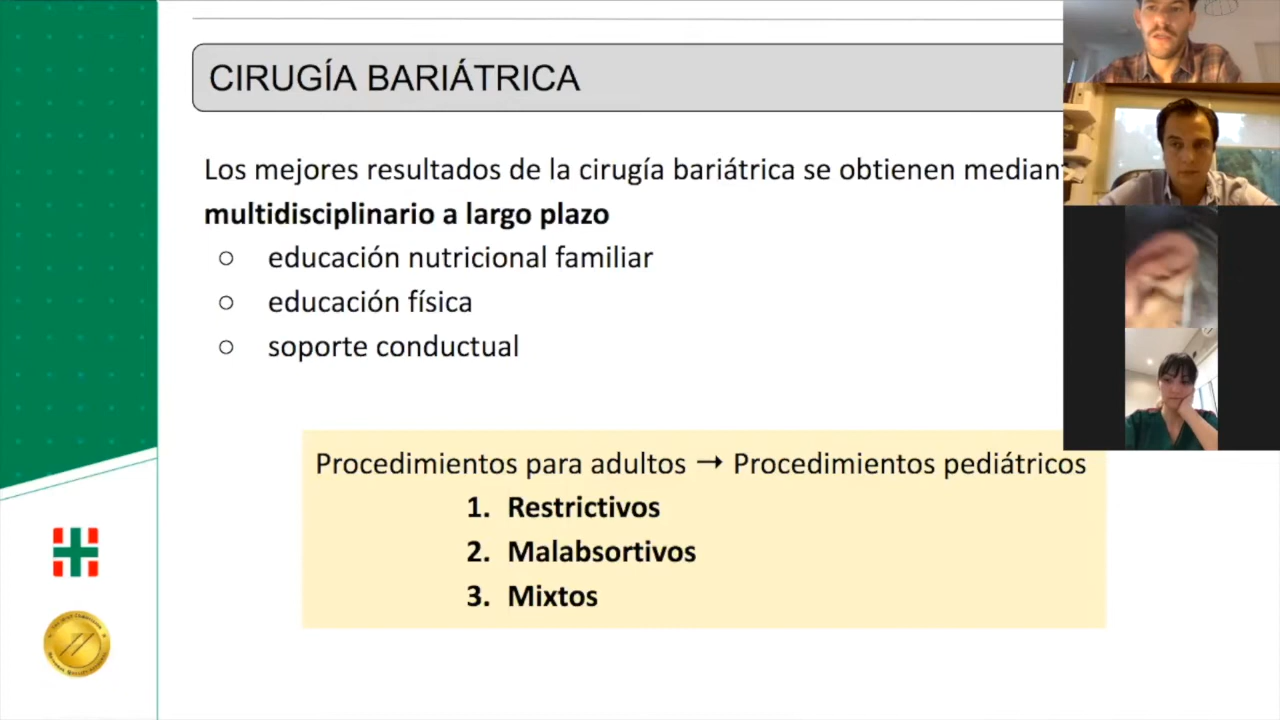 CIRUGÍA BARIÁTRICA
Los mejores resultados de la cirugía bariátrica se obtienen
multidisciplinario a largo plazo
○ educación nutricional familiar
○ educación física
○ soporte conductual
Procedimientos para adultos → Procedimientos pediátricos
1. Restrictivos
2. Malabsortivos
3. Mixtos